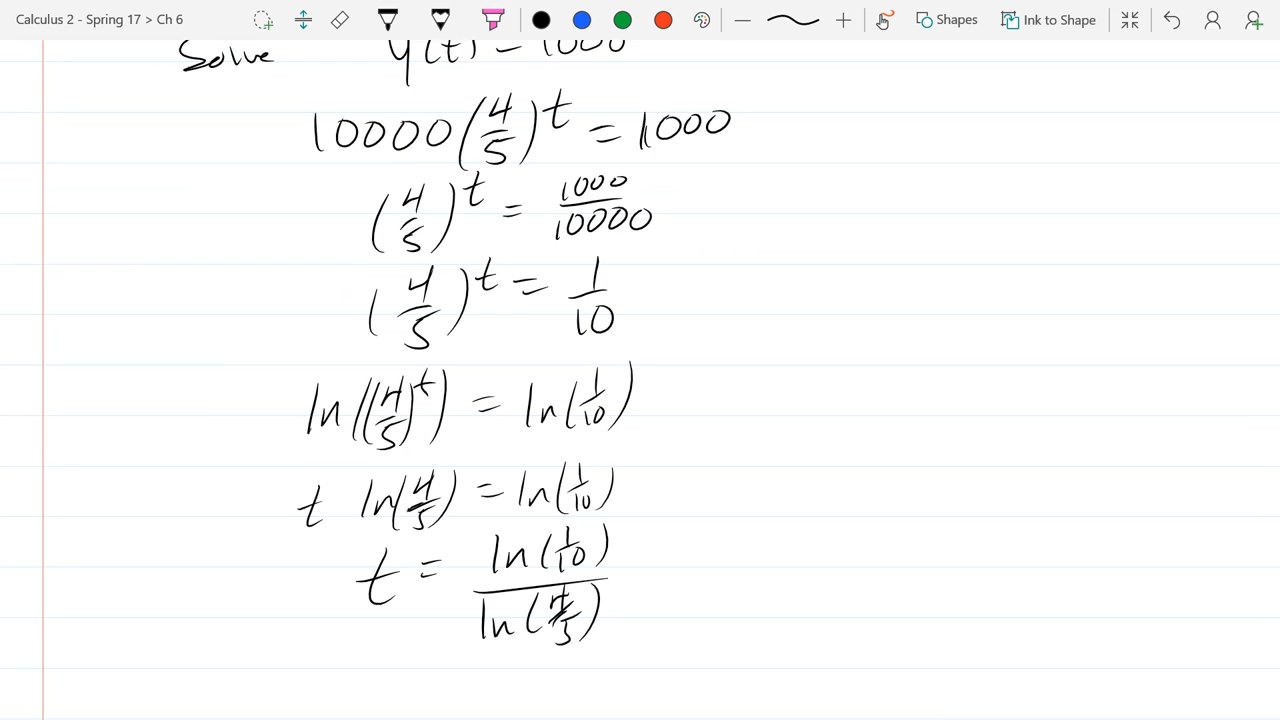 Calculus 2 - Spring 17 > Ch 6 Shapes Ink to Shape
Solve y(t) = 1000
10000(4/5)^t = 1000
(4/5)^t = 1000/10000
(4/5)^t = 1/10
ln((4/5)^t) = ln(1/10)
t ln(4/5) = ln(1/10)
t = ln(1/10)/ln(4/5)